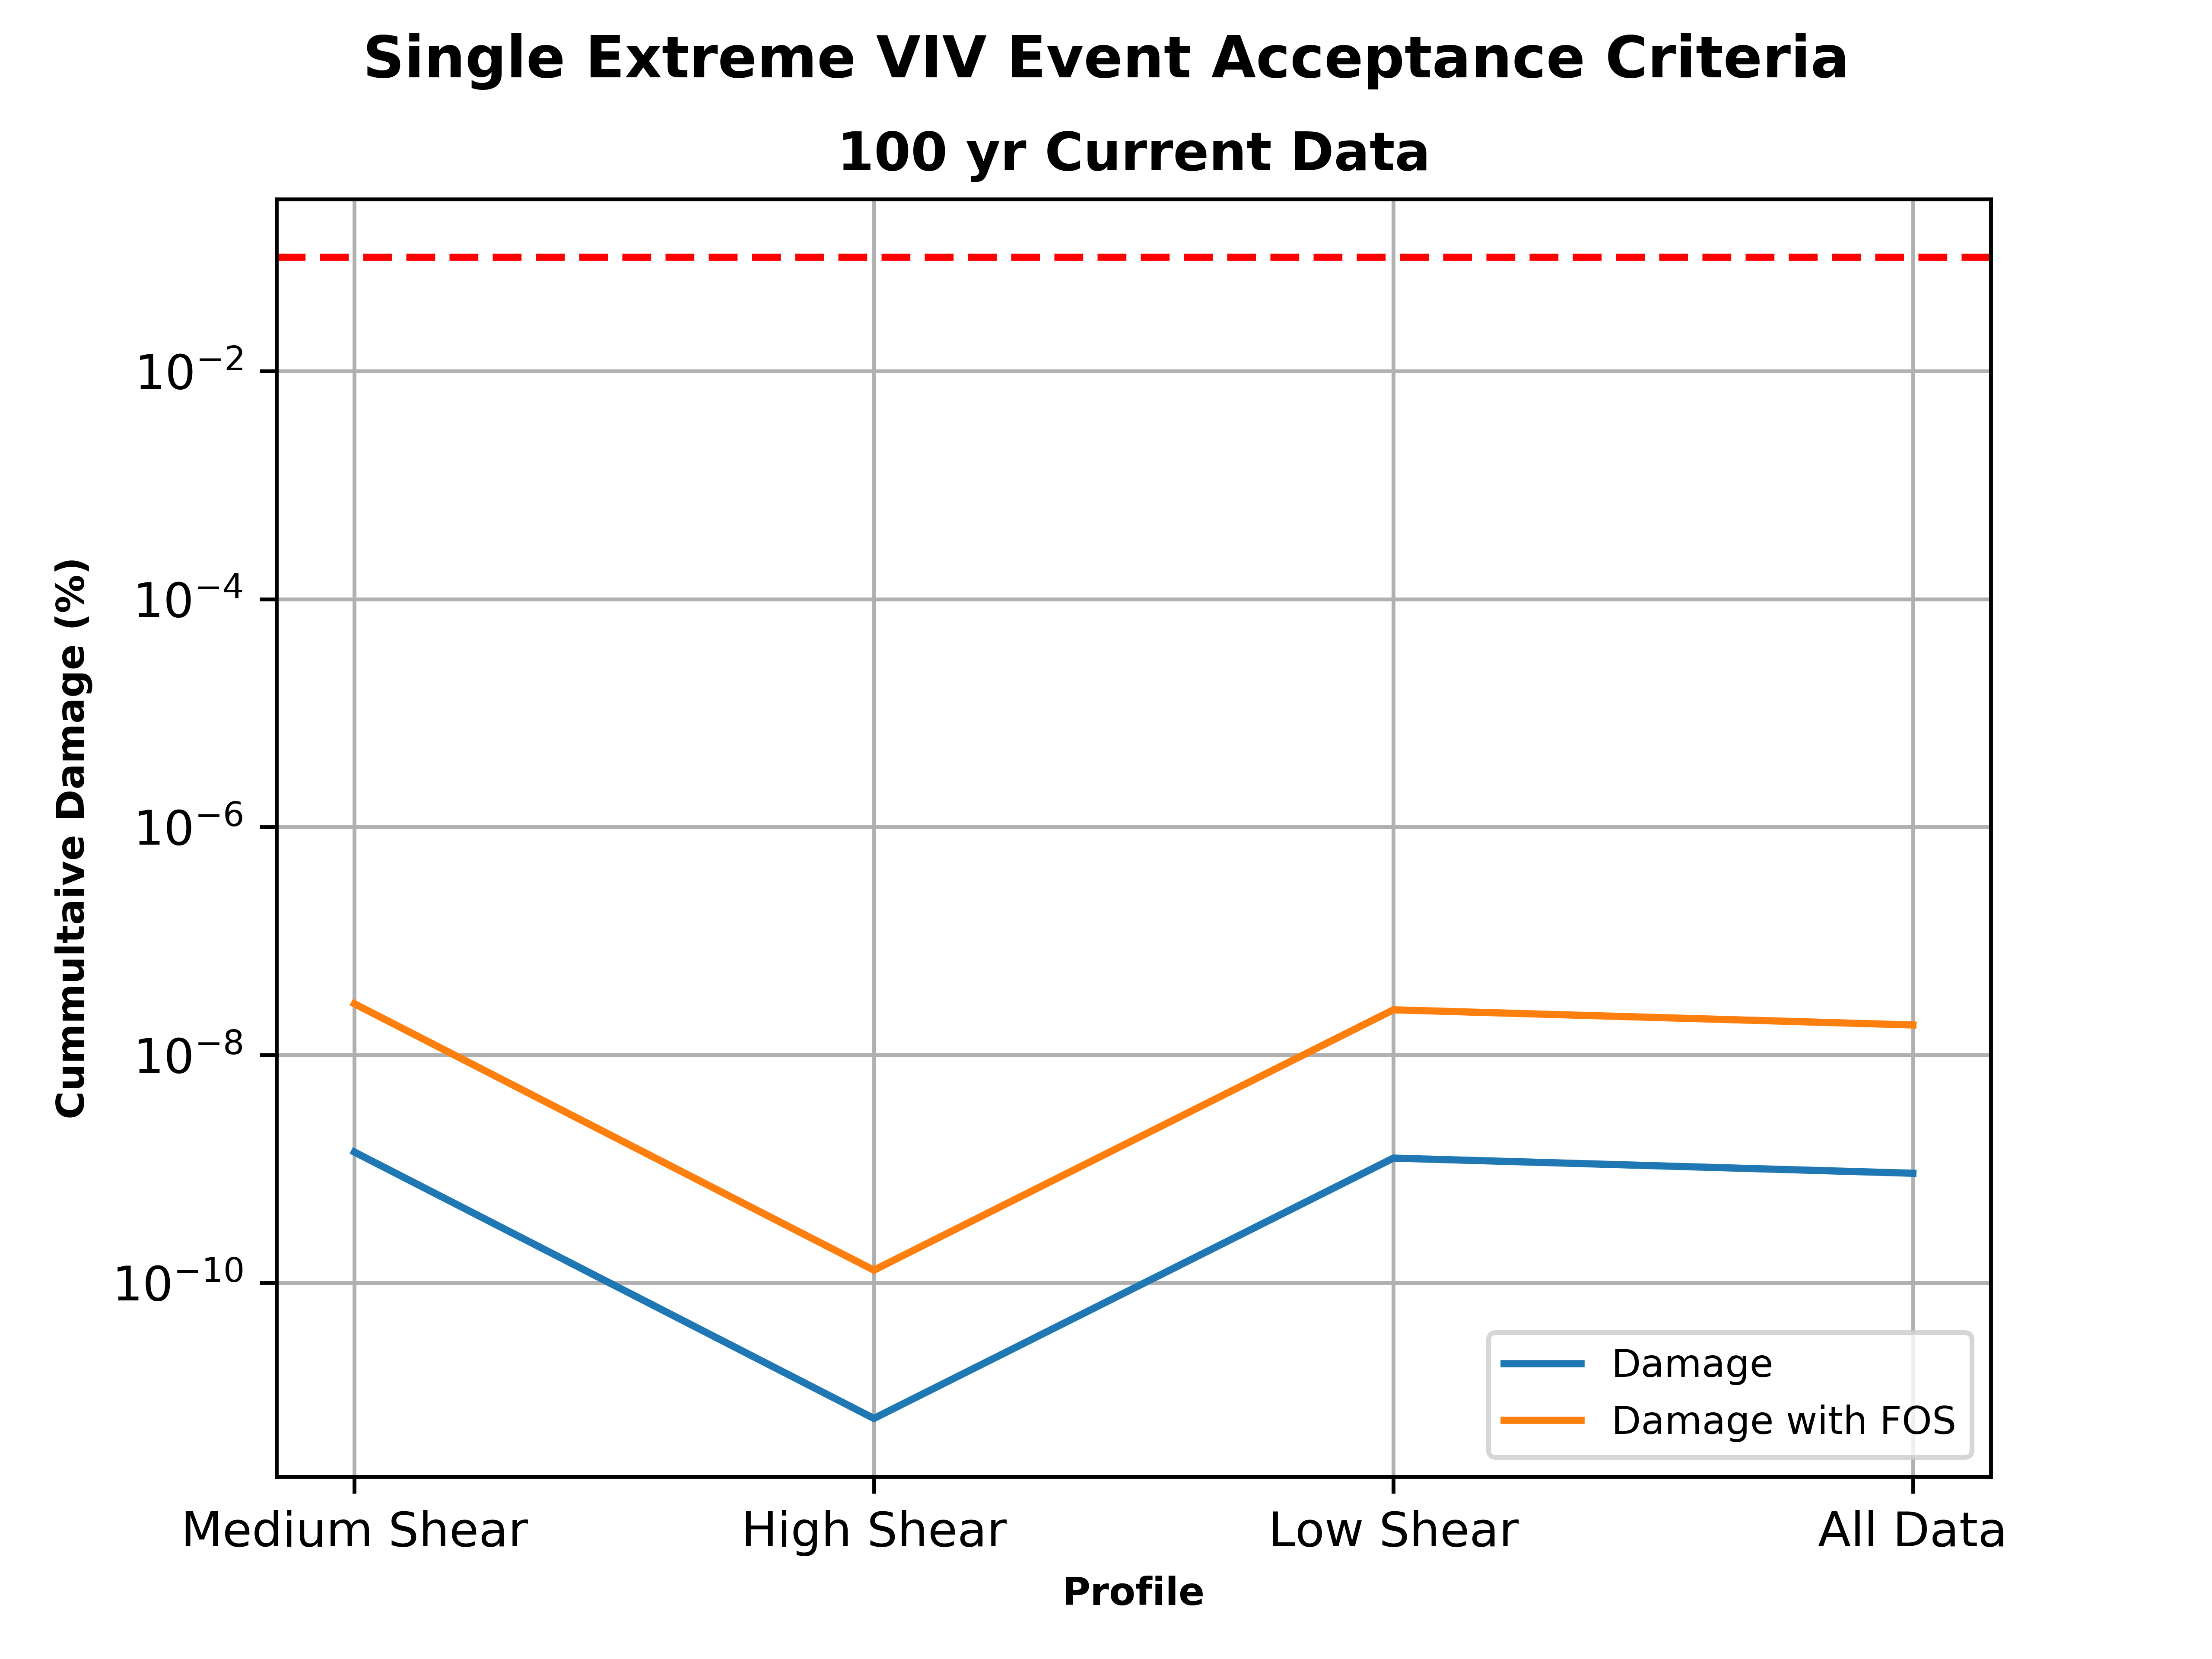 Single Extreme VIV Event Acceptance Criteria
100 yr Current Data
Cummultaive Damage (%)
10⁻²
10⁻⁴
10⁻⁶
10⁻⁸
10⁻¹⁰
Damage
Damage with FOS
Medium Shear
High Shear
Low Shear
All Data
Profile